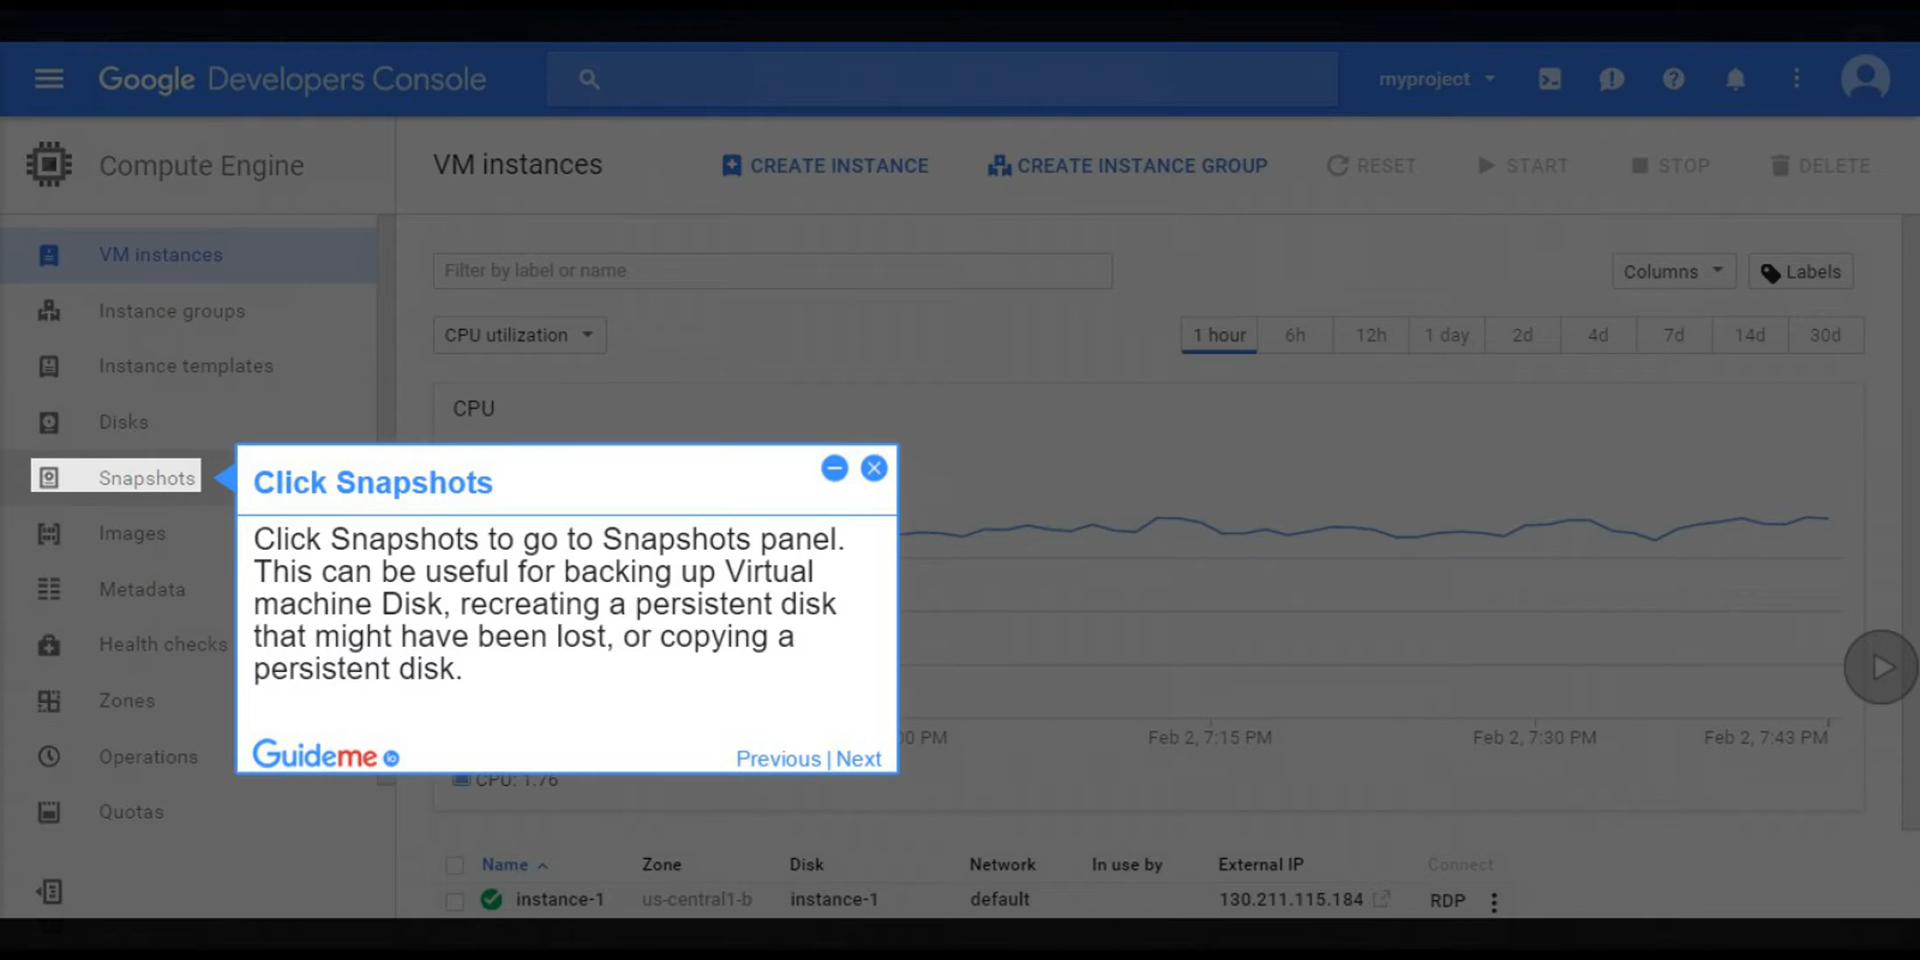 Google Developers Console
myproject
Compute Engine
VM instances
CREATE INSTANCE
CREATE INSTANCE GROUP
RESET
START
STOP
DELETE
VM instances
Instance groups
Instance templates
Disks
Snapshots
Images
Metadata
Health checks
Zones
Operations
Quotas
Filter by label or name
Columns
Labels
CPU utilization
1 hour 6h 12h 1 day 2d 4d 7d 14d 30d
CPU
Click Snapshots
Click Snapshots to go to Snapshots panel.
This can be useful for backing up Virtual
machine Disk, recreating a persistent disk
that might have been lost, or copying a
persistent disk.
Guideme
Previous | Next
PM Feb 2, 7:15 PM Feb 2, 7:30 PM Feb 2, 7:43 PM
CPU: 1.76
Name Zone Disk Network In use by External IP Connect
instance-1 us-central1-b instance-1 default 130.211.115.184 RDP